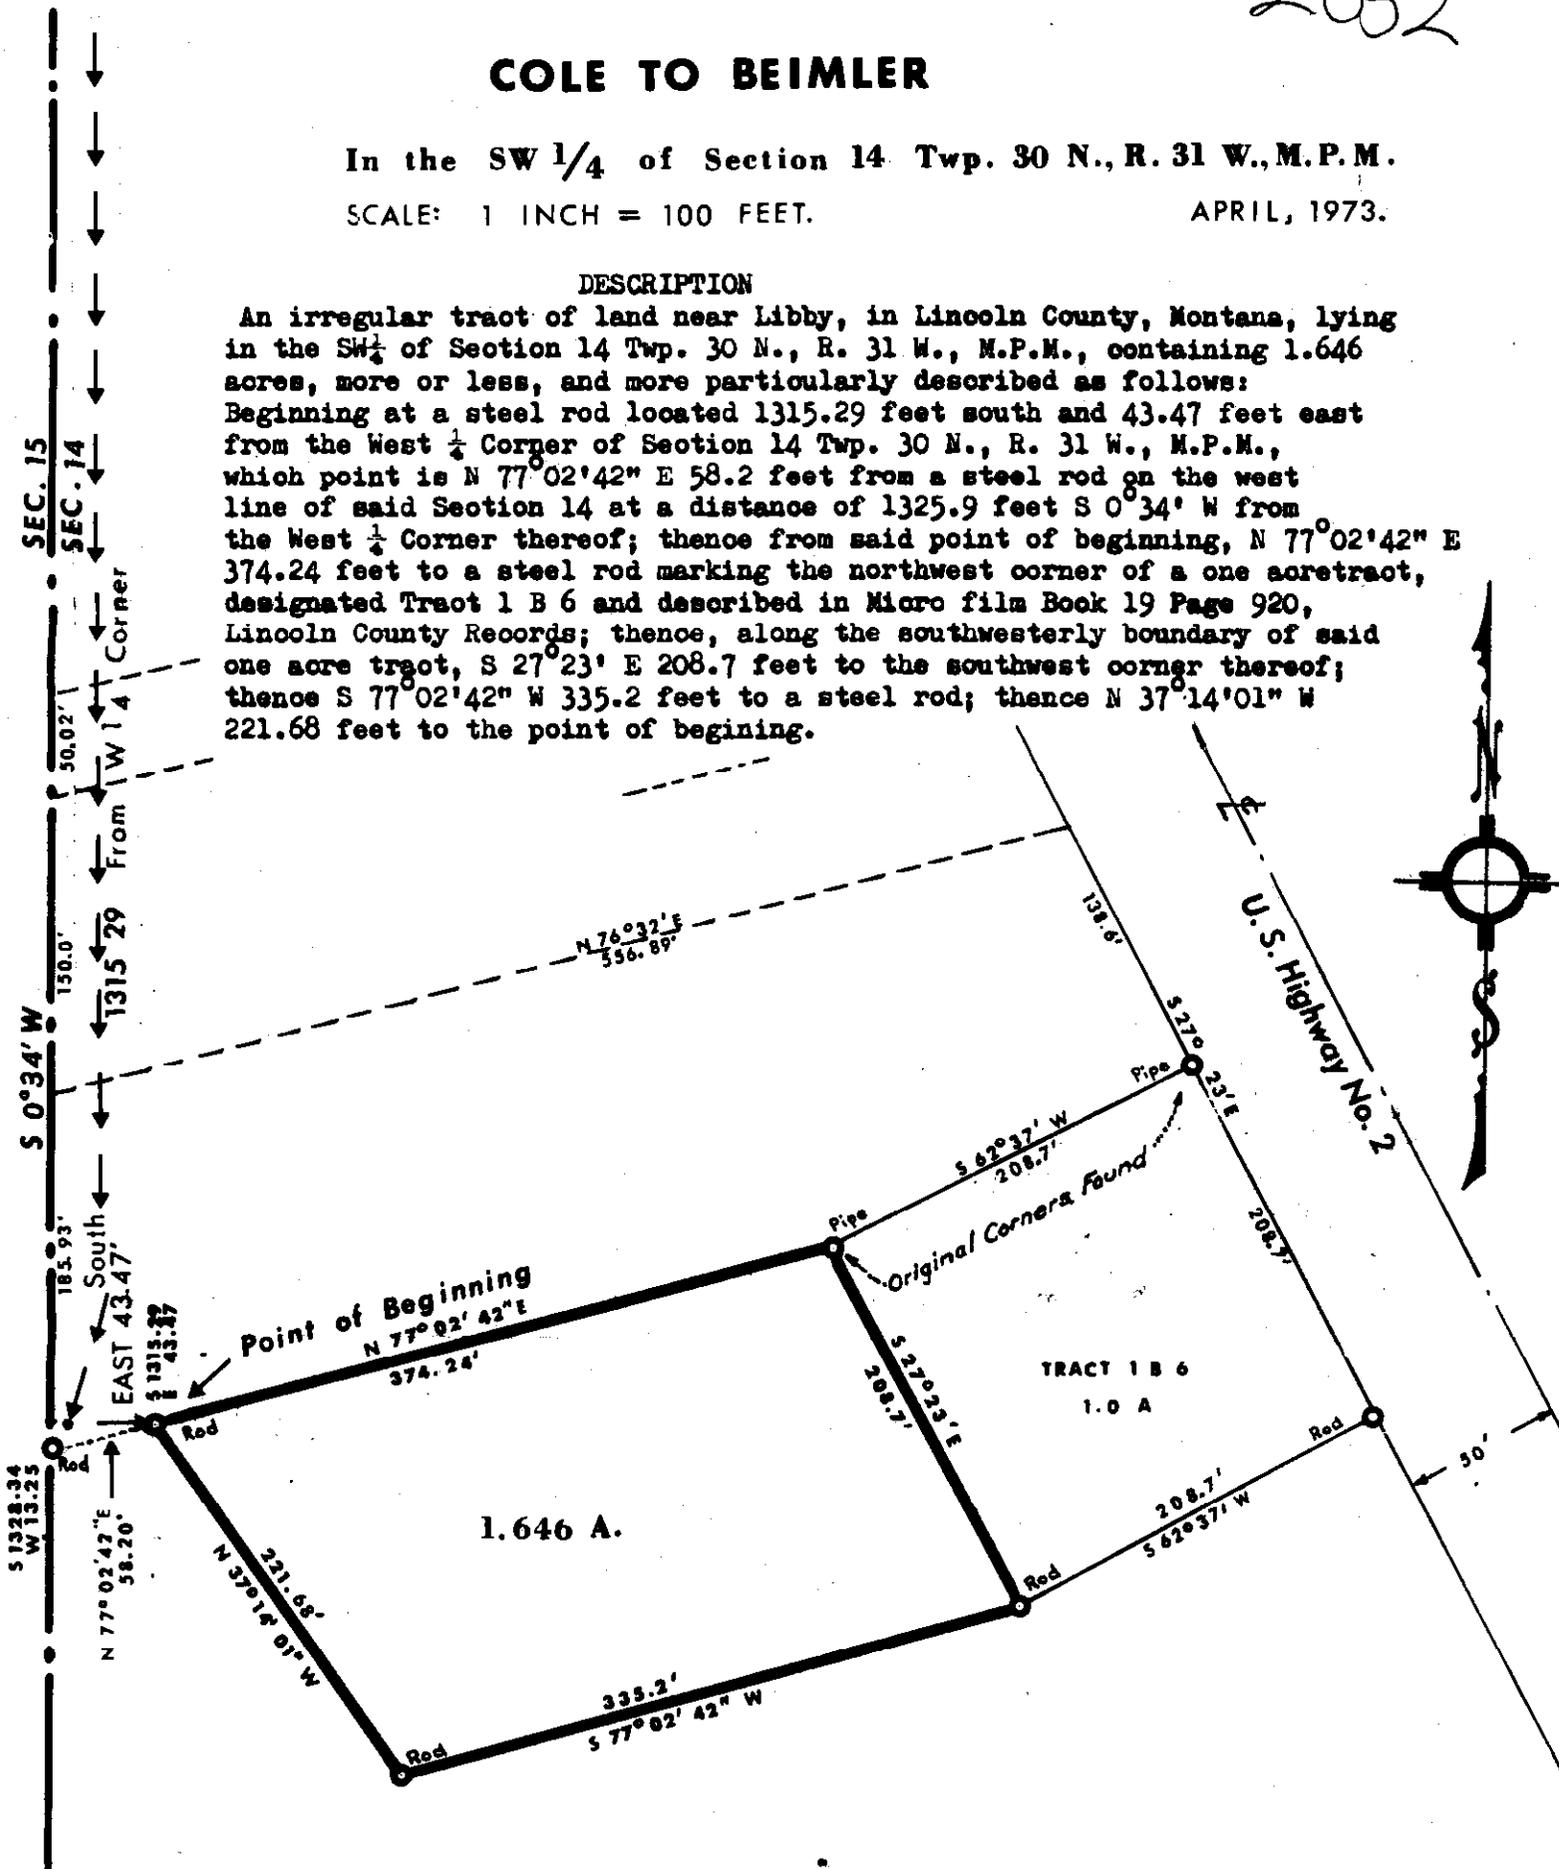 COLE TO BEIMLER
In the SW 1/4 of Section 14 Twp. 30 N., R. 31 W., M.P.M.
SCALE: 1 INCH = 100 FEET.
APRIL, 1973.
DESCRIPTION
An irregular tract of land near Libby, in Lincoln County, Montana, lying
in the SW¼ of Section 14 Twp. 30 N., R. 31 W., M.P.M., containing 1.646
acres, more or less, and more particularly described as follows:
Beginning at a steel rod located 1315.29 feet south and 43.47 feet east
from the West ¼ Corner of Section 14 Twp. 30 N., R. 31 W., M.P.M.,
which point is N 77°02'42" E 58.2 feet from a steel rod on the west
line of said Section 14 at a distance of 1325.9 feet S 0°34' W from
the West ¼ Corner thereof; thence from said point of beginning, N 77°02'42" E
374.24 feet to a steel rod marking the northwest corner of a one acretract,
designated Tract 1 B 6 and described in Micro film Book 19 Page 920,
Lincoln County Records; thence, along the southwesterly boundary of said
one acre tract, S 27°23' E 208.7 feet to the southwest corner thereof;
thence S 77°02'42" W 335.2 feet to a steel rod; thence N 37°14'01" W
221.68 feet to the point of begining.
SEC. 15
SEC. 14
S 0°34' W
50.02'
150.0'
185.93'
1315 29 From W 1 4 Corner
South
EAST 43.47'
S 1315.29
E 43.47
Rod
S 1328.34
W 13.25
N 77° 02' 42" E
58.20'
N 76°32' E
556.89'
138.6'
S 27°
23' E
208.7'
U. S. Highway No. 2
N
S
Pipe
S 62°37' W
208.7'
Original Corners Found
Pipe
Point of Beginning
N 77° 02' 42" E
374.24'
Rod
S 27°23' E
208.7'
TRACT 1 B 6
1.0 A
Rod
50'
208.7'
S 62°37' W
1.646 A.
221.68'
N 37°14' 01" W
Rod
335.2'
S 77°02' 42" W
Rod